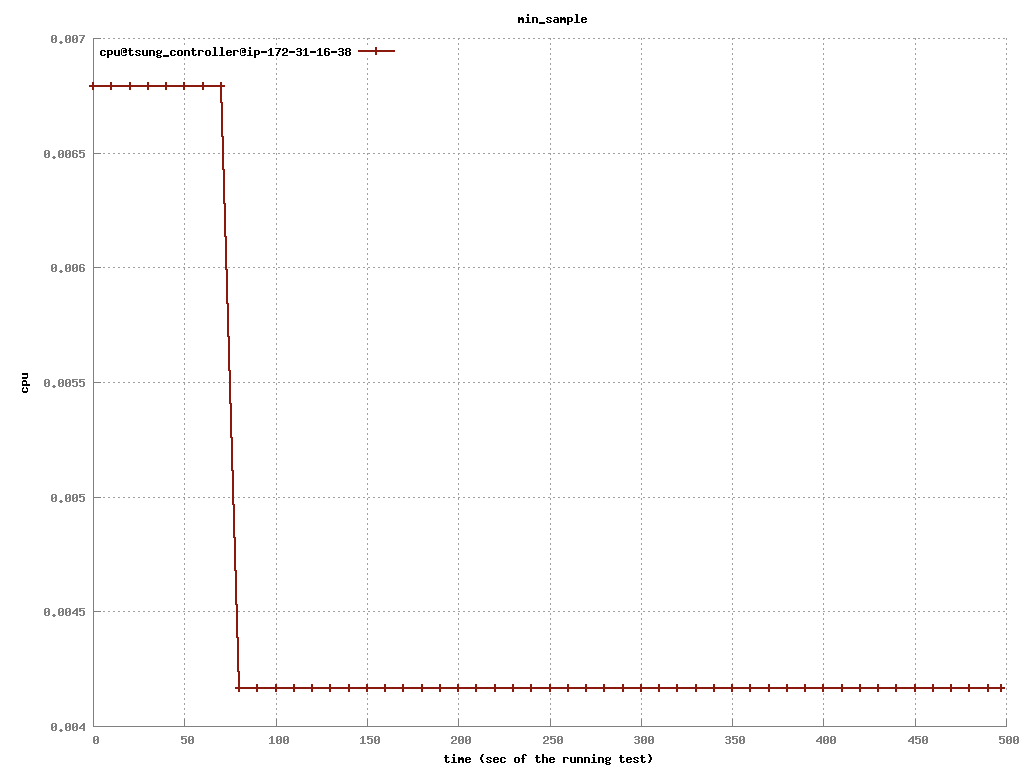 min_sample
cpu@tsung_controller@ip-172-31-16-38
0.007
0.0065
0.006
0.0055
0.005
0.0045
0.004
cpu
0 50 100 150 200 250 300 350 400 450 500
time (sec of the running test)